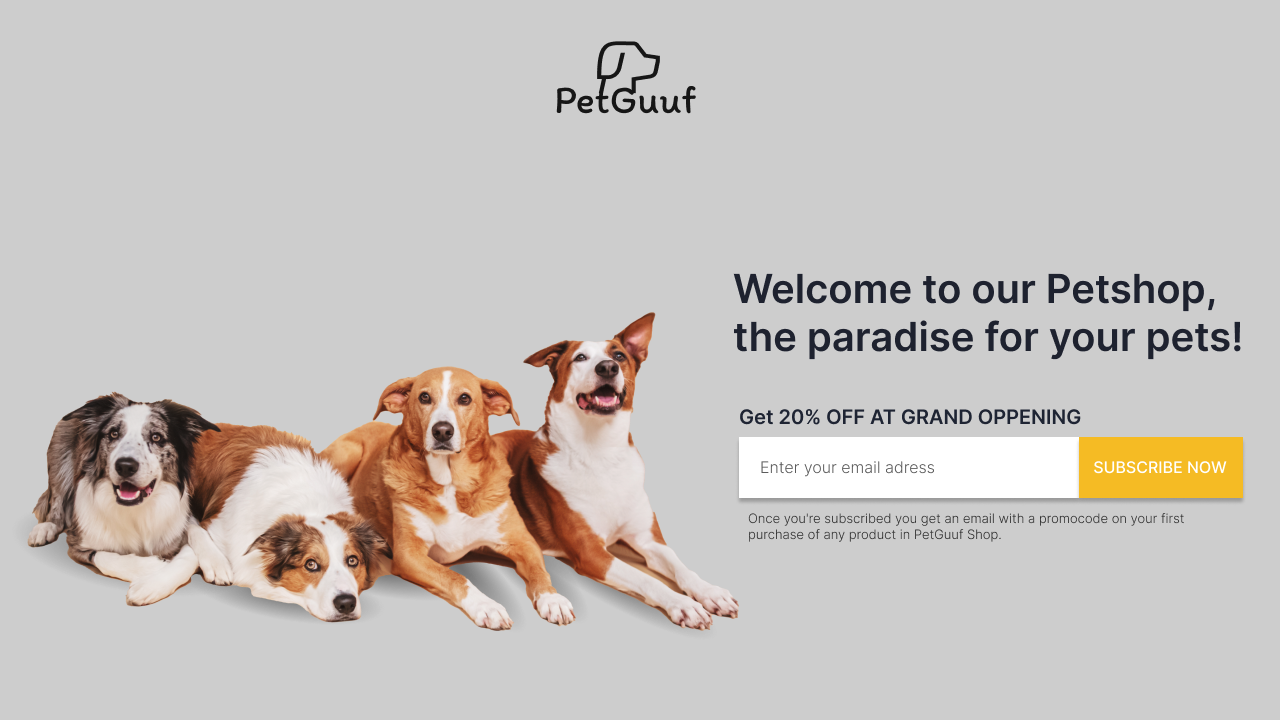 PetGuuf
Welcome to our Petshop,
the paradise for your pets!
Get 20% OFF AT GRAND OPPENING
Enter your email adress
SUBSCRIBE NOW
Once you're subscribed you get an email with a promocode on your first
purchase of any product in PetGuuf Shop.